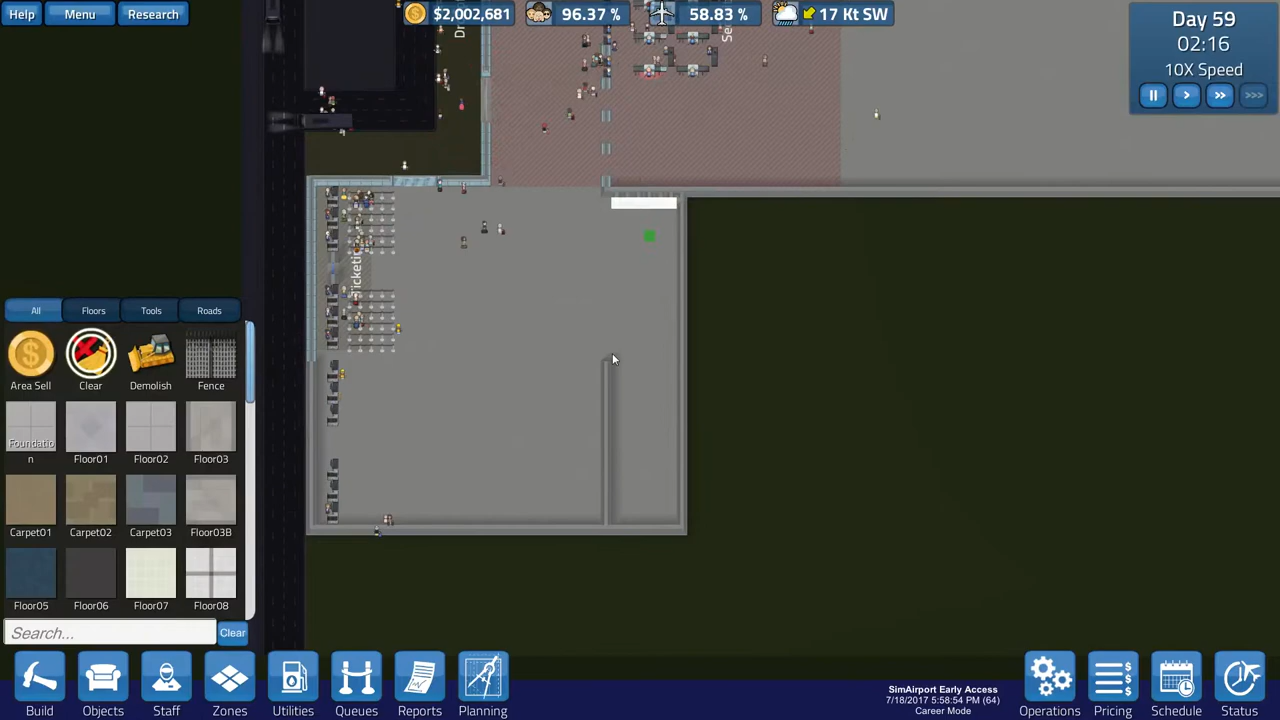 Help
Menu
Research
$2,002,681
96.37 %
58.83 %
17 Kt SW
Day 59
02:16
10X Speed
All
Floors
Tools
Roads
Area Sell
Clear
Demolish
Fence
Foundatio
n
Floor01
Floor02
Floor03
Carpet01
Carpet02
Carpet03
Floor03B
Floor05
Floor06
Floor07
Floor08
Search...
Clear
Build
Objects
Staff
Zones
Utilities
Queues
Reports
Planning
SimAirport Early Access
7/18/2017 5:58:54 PM (64)
Career Mode
Operations
Pricing
Schedule
Status